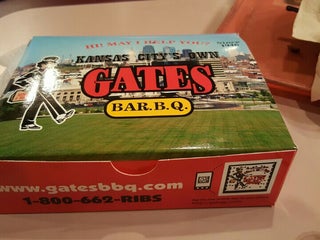 HI! MAY I HELP YOU?
KANSAS CITY'S OWN
GATES
BAR.B.Q.
www.gatesbbq.com
1-800-662-RIBS